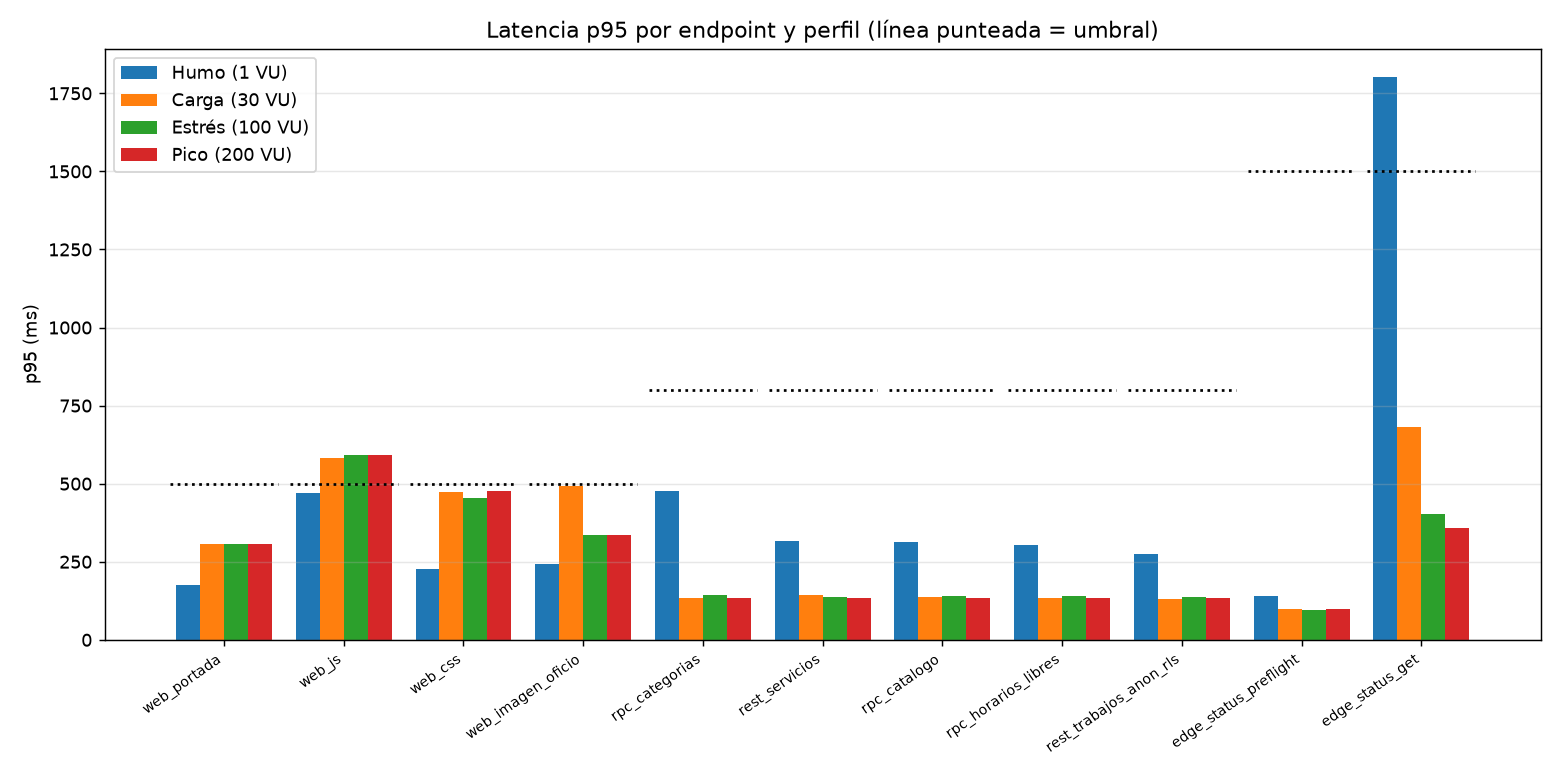 Latencia p95 por endpoint y perfil (línea punteada = umbral)
Humo (1 VU)
Carga (30 VU)
Estrés (100 VU)
Pico (200 VU)
p95 (ms)
1750
1500
1250
1000
750
500
250
0
web_portada
web_js
web_css
web_imagen_oficio
rpc_categorias
rest_servicios
rpc_catalogo
rpc_horarios_libres
rest_trabajos_anon_rls
edge_status_preflight
edge_status_get